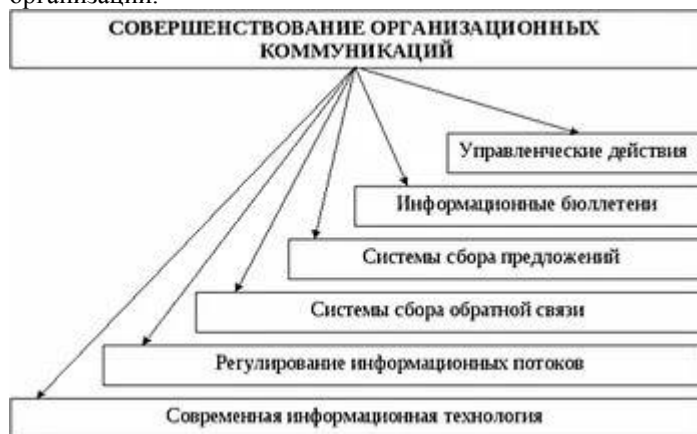 организации.
СОВЕРШЕНСТВОВАНИЕ ОРГАНИЗАЦИОННЫХ
КОММУНИКАЦИЙ
Управленческие действия
Информационные бюллетени
Системы сбора предложений
Системы сбора обратной связи
Регулирование информационных потоков
Современная информационная технология